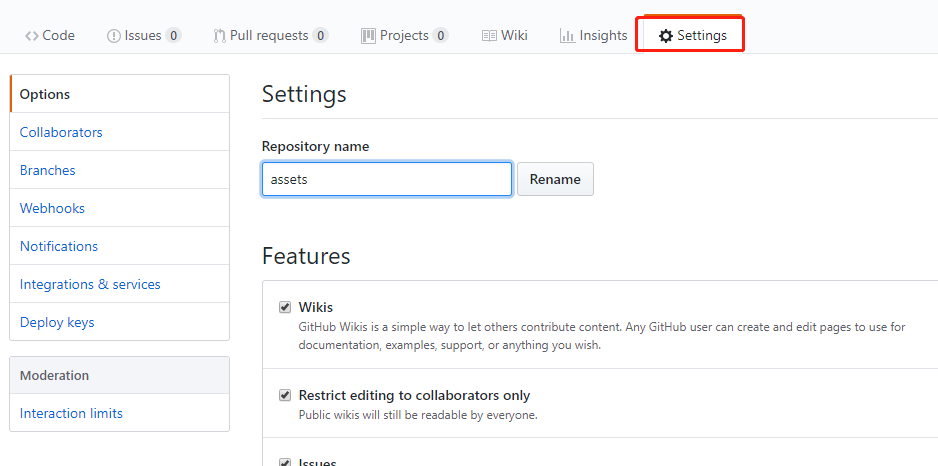 Code Issues 0 Pull requests 0 Projects 0 Wiki Insights Settings
Options
Collaborators
Branches
Webhooks
Notifications
Integrations & services
Deploy keys
Moderation
Interaction limits
Settings
Repository name
assets Rename
Features
Wikis
GitHub Wikis is a simple way to let others contribute content. Any GitHub user can create and edit pages to use for
documentation, examples, support, or anything you wish.
Restrict editing to collaborators only
Public wikis will still be readable by everyone.
Issues